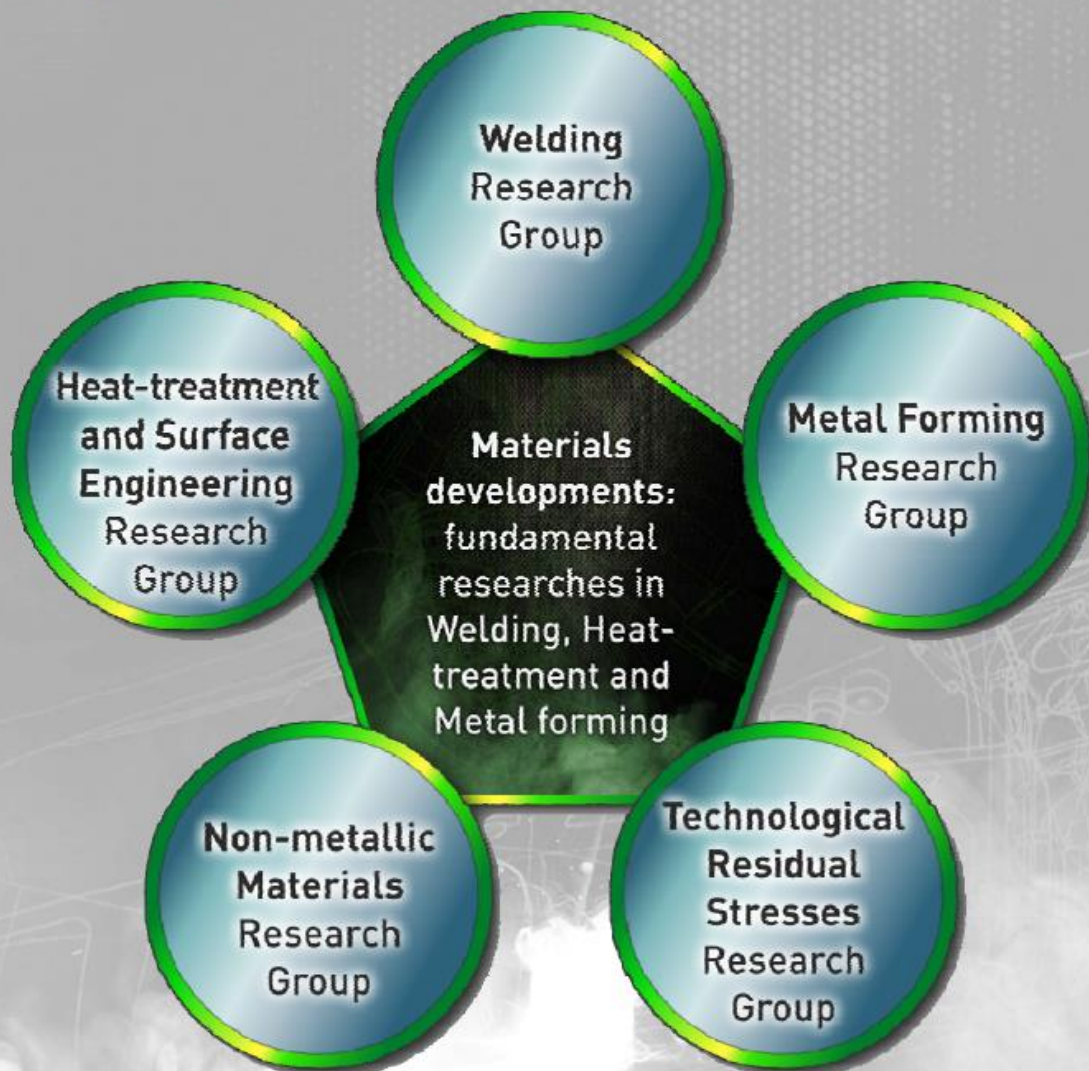 Welding
Research
Group
Heat-treatment
and Surface
Engineering
Research
Group
Metal Forming
Research
Group
Materials
developments:
fundamental
researches in
Welding, Heat-
treatment and
Metal forming
Non-metallic
Materials
Research
Group
Technological
Residual
Stresses
Research
Group